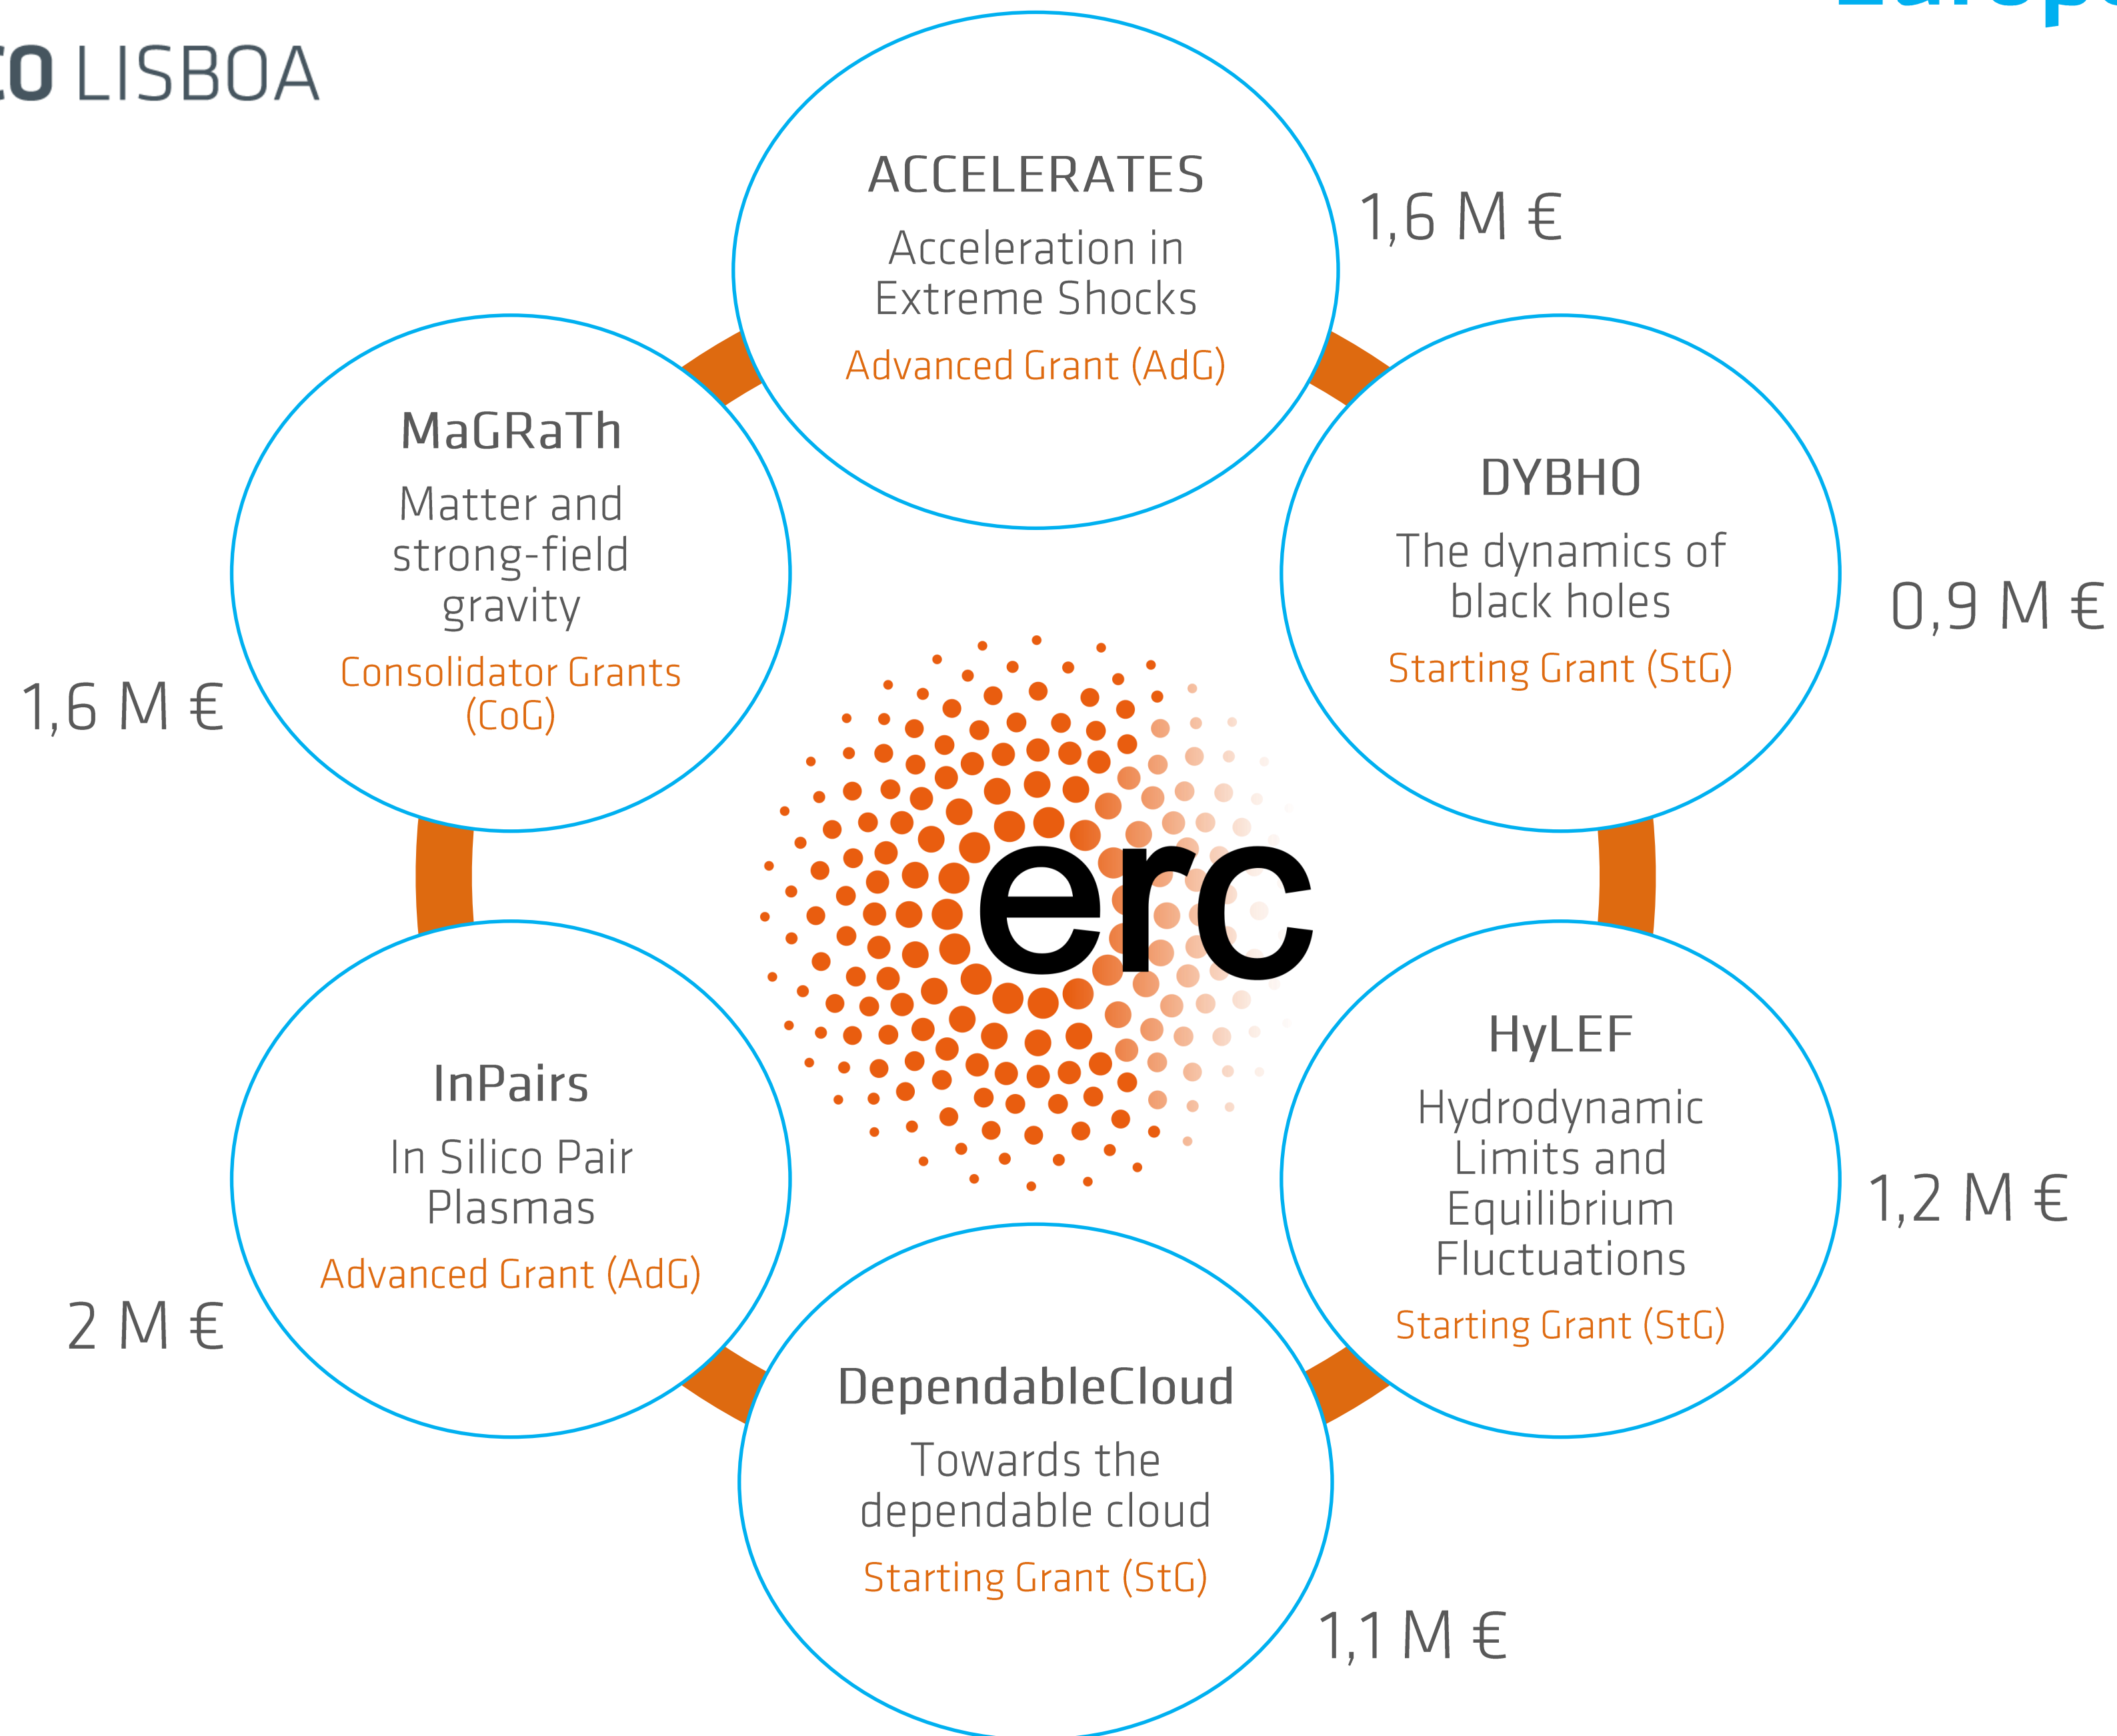 LISBOA
ACCELERATES
Acceleration in
Extreme Shocks
Advanced Grant (AdG)
1,6 M €
DYBHO
The dynamics of
black holes
Starting Grant (StG)
0,9 M €
HyLEF
Hydrodynamic
Limits and
Equilibrium
Fluctuations
Starting Grant (StG)
1,2 M €
DependableCloud
Towards the
dependable cloud
Starting Grant (StG)
1,1 M €
InPairs
In Silico Pair
Plasmas
Advanced Grant (AdG)
2 M €
MaGRaTh
Matter and
strong-field
gravity
Consolidator Grants
(CoG)
1,6 M €
erc